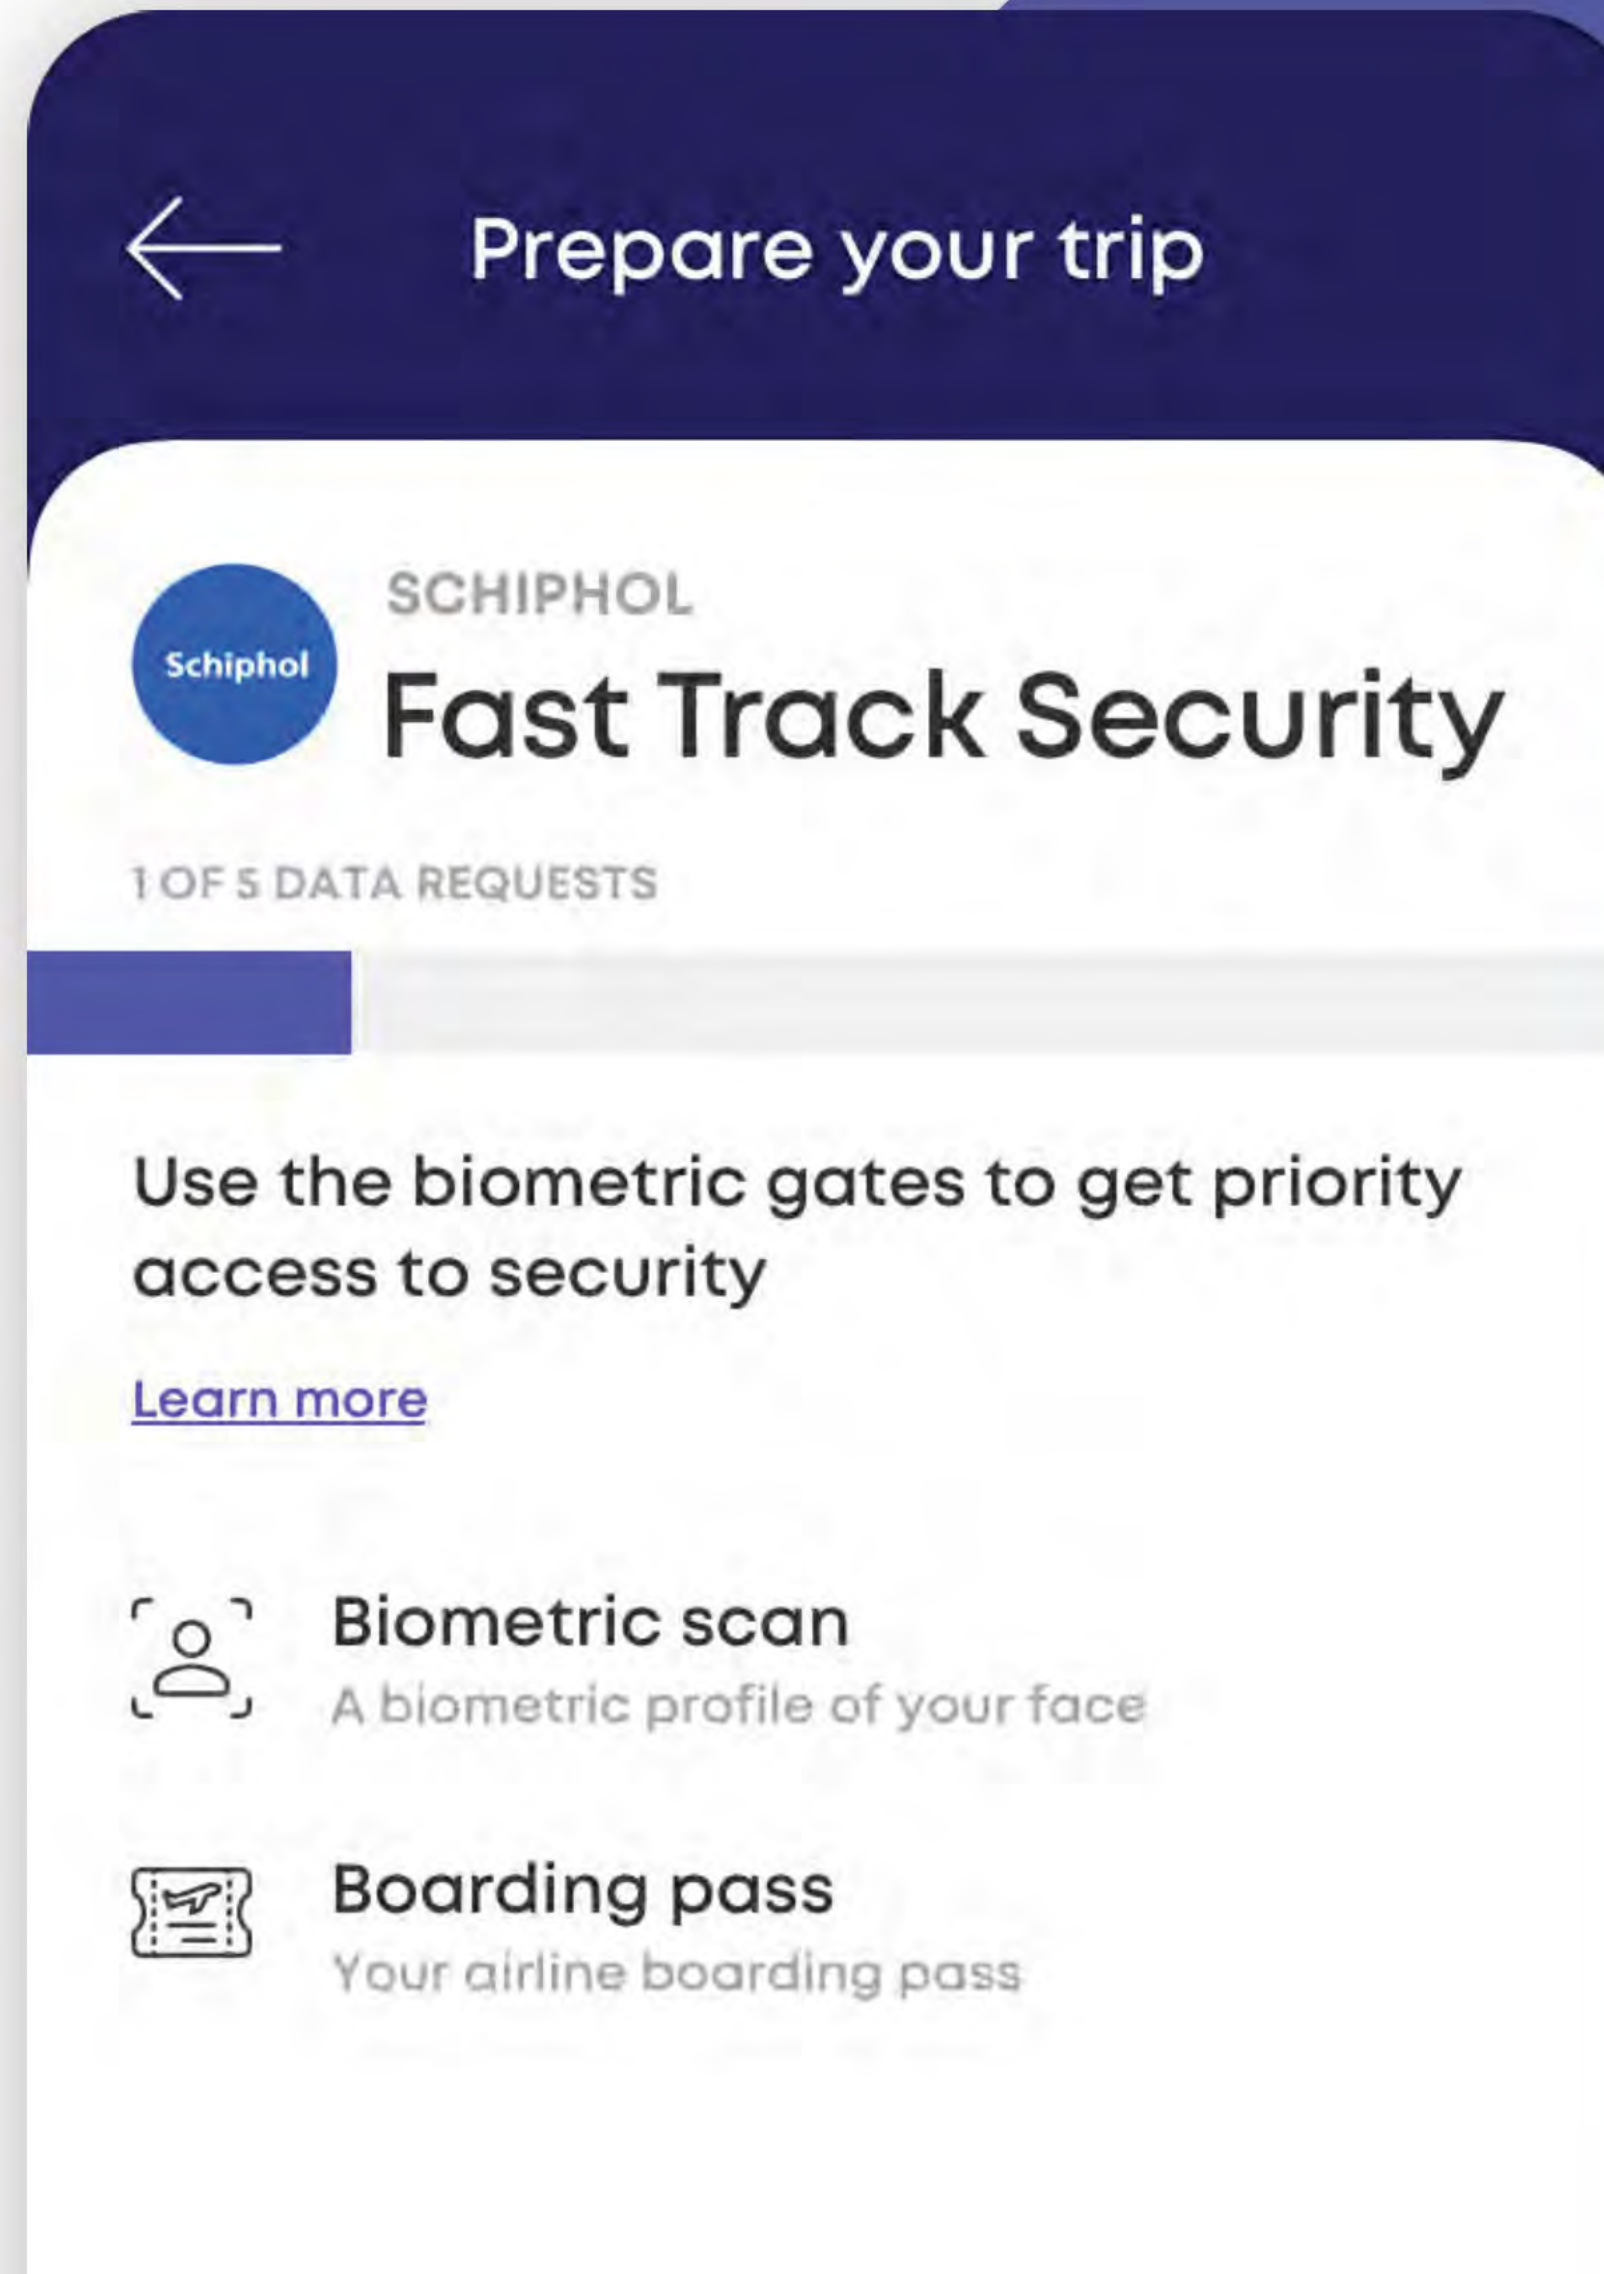 Prepare your trip
SCHIPHOL
Schiphol
Fast Track Security
1 OF 5 DATA REQUESTS
Use the biometric gates to get priority
access to security
Learn more
Biometric scan
A biometric profile of your face
Boarding pass
Your airline boarding pass